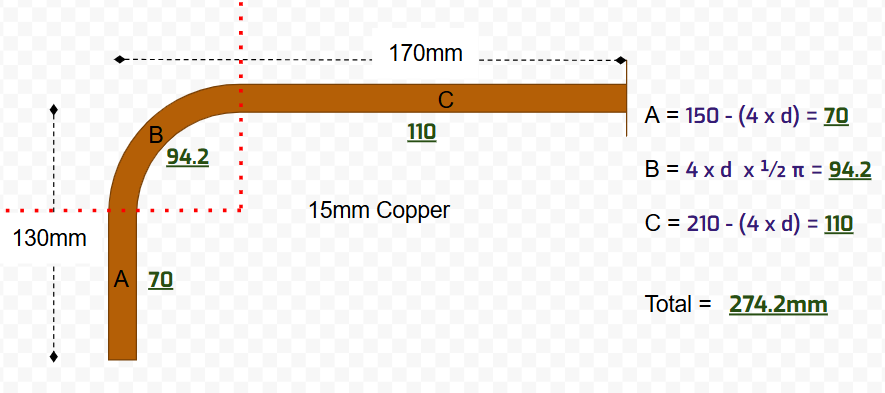 170mm
C
A = 150 - (4 x d) = 70
B
110
94.2
B = 4 x d x ½ π = 94.2
15mm Copper
C = 210 - (4 x d) = 110
130mm
A 70
Total = 274.2mm